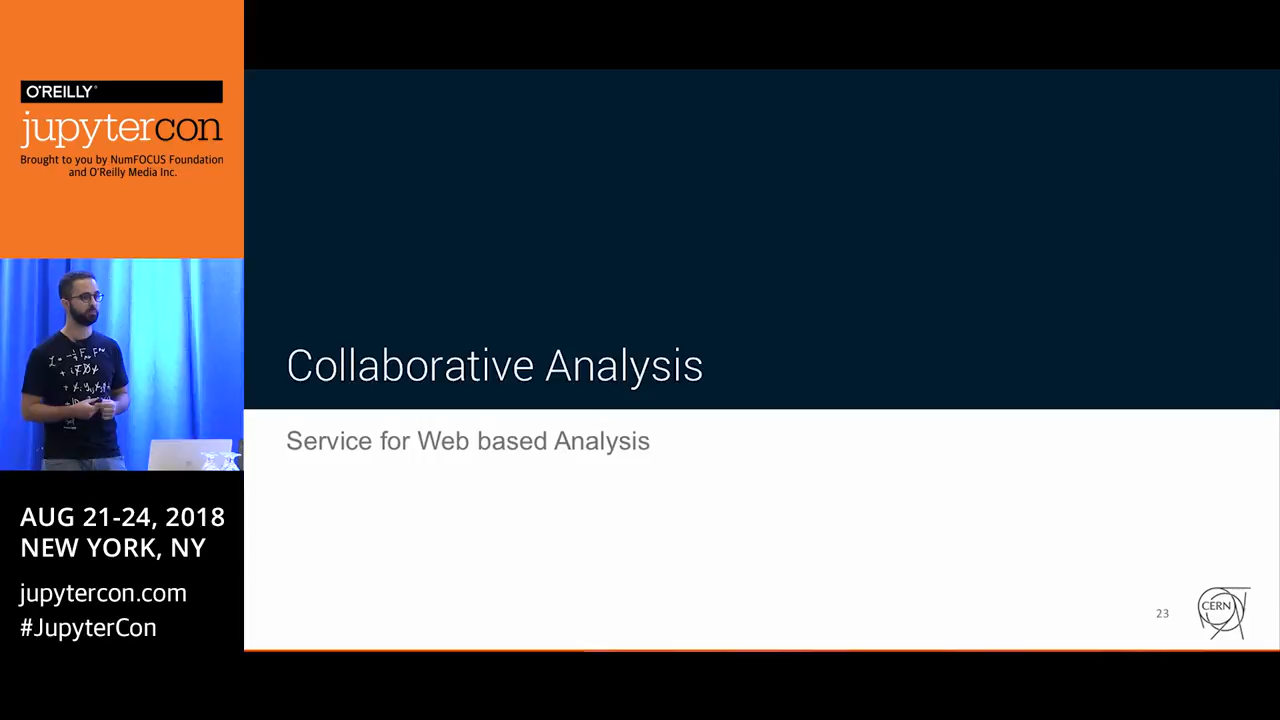 O'REILLY®
jupytercon
Brought to you by NumFOCUS Foundation
and O'Reilly Media Inc.
AUG 21-24, 2018
NEW YORK, NY
jupytercon.com
#JupyterCon
Collaborative Analysis
Service for Web based Analysis
23
CERN